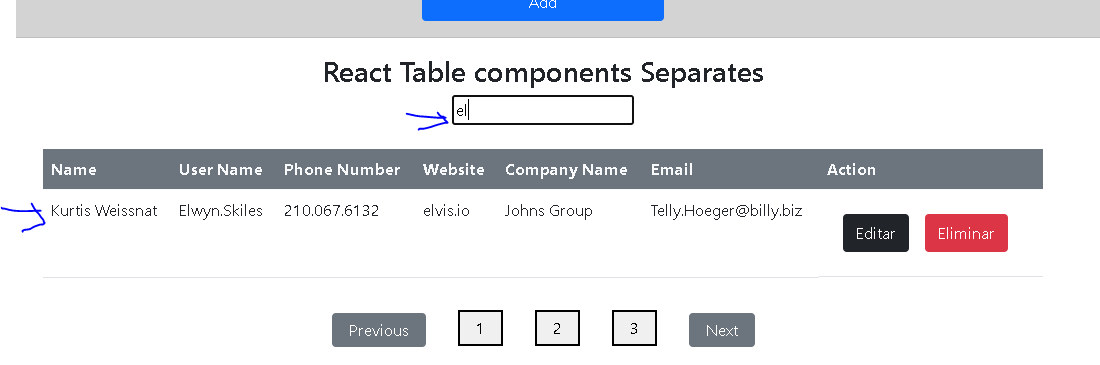 Add
React Table components Separates
el
Name User Name Phone Number Website Company Name Email Action
Kurtis Weissnat Elwyn.Skiles 210.067.6132 elvis.io Johns Group Telly.Hoeger@billy.biz
Editar Eliminar
Previous 1 2 3 Next